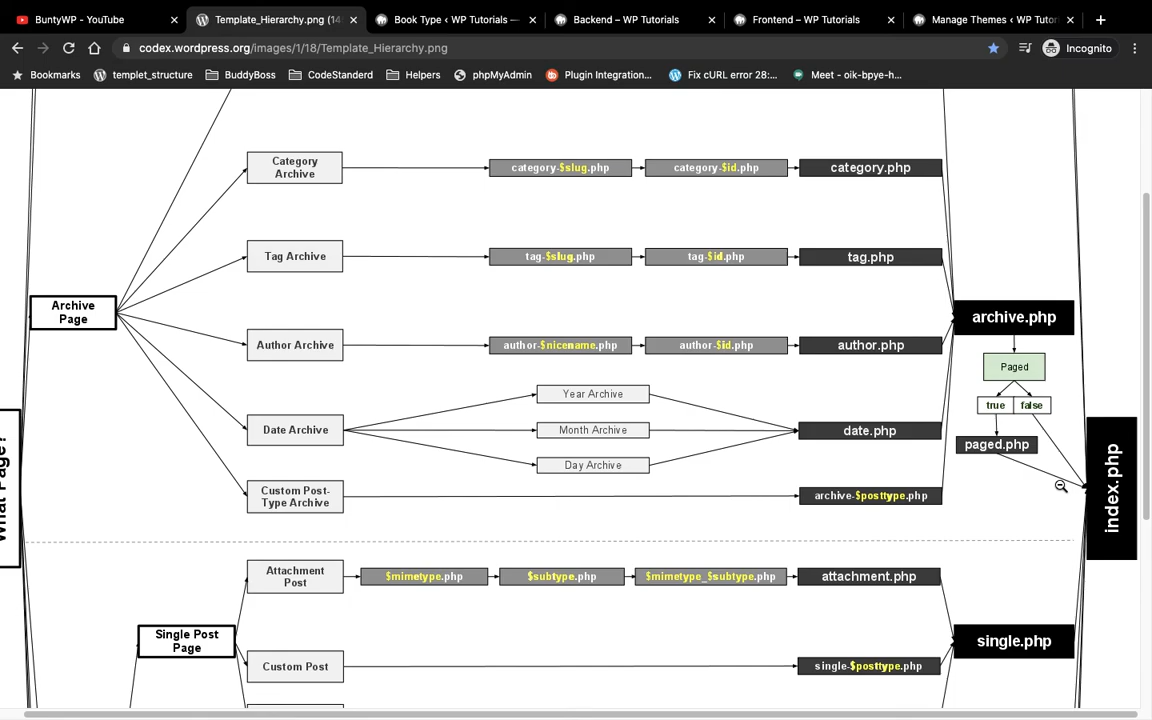 BuntyWP - YouTube
Template_Hierarchy.png (14
Book Type ‹ WP Tutorials —
Backend – WP Tutorials
Frontend – WP Tutorials
Manage Themes ‹ WP Tutor
codex.wordpress.org/images/1/18/Template_Hierarchy.png
Incognito
Bookmarks
templet_structure
BuddyBoss
CodeStanderd
Helpers
phpMyAdmin
Plugin Integration...
Fix cURL error 28:...
Meet - oik-bpye-h...
Category
Archive
category-$slug.php
category-$id.php
category.php
Tag Archive
tag-$slug.php
tag-$id.php
tag.php
Archive
Page
archive.php
Author Archive
author-$nicename.php
author-$id.php
author.php
Paged
true
false
Year Archive
Date Archive
Month Archive
date.php
paged.php
Day Archive
Custom Post-
Type Archive
archive-$posttype.php
What Page?
index.php
Attachment
Post
$mimetype.php
$subtype.php
$mimetype_$subtype.php
attachment.php
Single Post
Page
single.php
Custom Post
single-$posttype.php